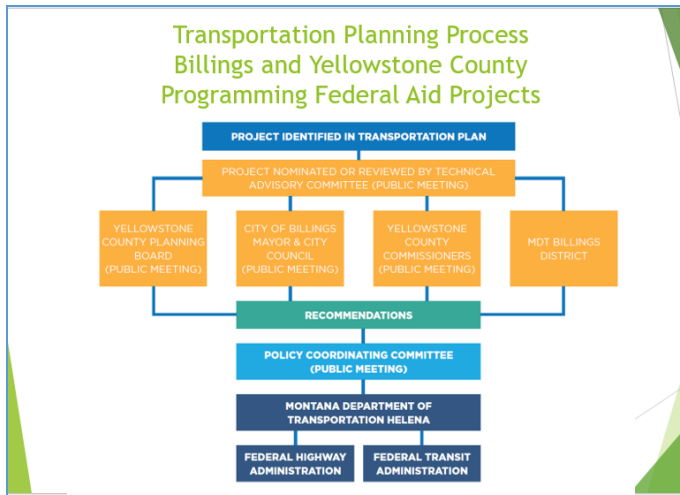 Transportation Planning Process
Billings and Yellowstone County
Programming Federal Aid Projects
PROJECT IDENTIFIED IN TRANSPORTATION PLAN
PROJECT NOMINATED OR REVIEWED BY TECHNICAL
ADVISORY COMMITTEE (PUBLIC MEETING)
YELLOWSTONE
COUNTY PLANNING
BOARD
(PUBLIC MEETING)
CITY OF BILLINGS
MAYOR & CITY
COUNCIL
(PUBLIC MEETING)
YELLOWSTONE
COUNTY
COMMISSIONERS
(PUBLIC MEETING)
MDT BILLINGS
DISTRICT
RECOMMENDATIONS
POLICY COORDINATING COMMITTEE
(PUBLIC MEETING)
MONTANA DEPARTMENT OF
TRANSPORTATION HELENA
FEDERAL HIGHWAY
ADMINISTRATION
FEDERAL TRANSIT
ADMINISTRATION